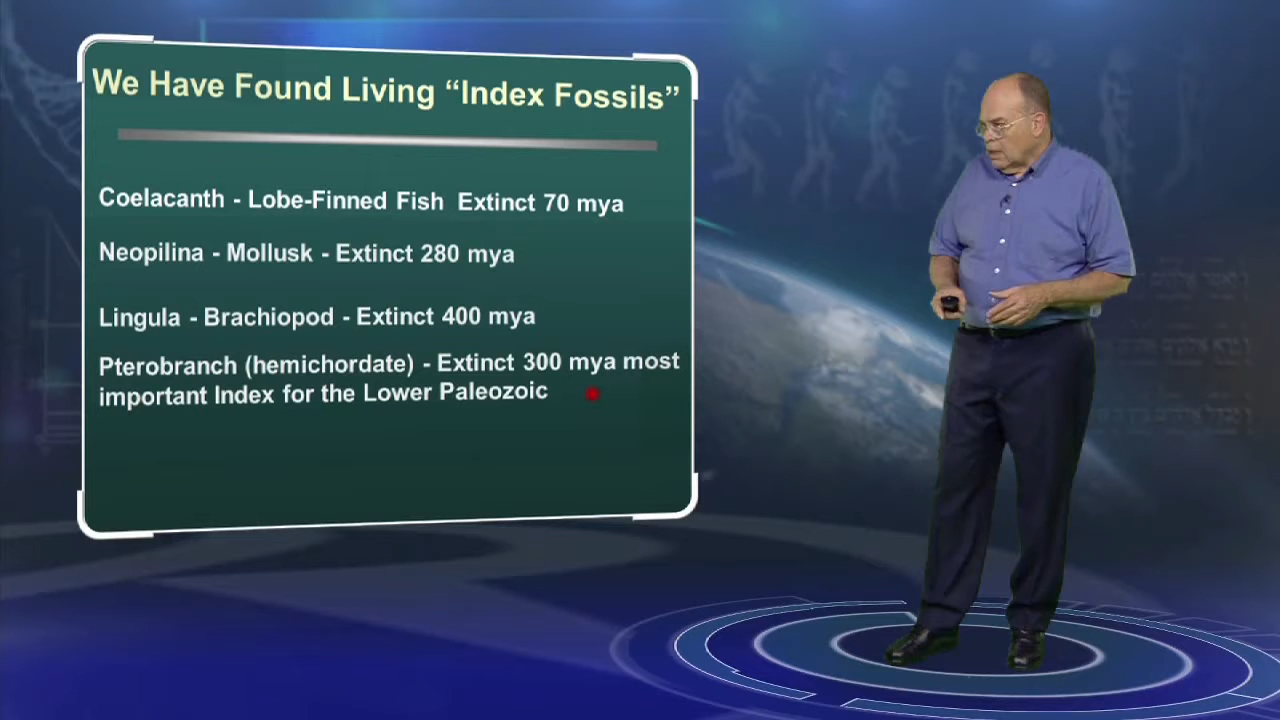 We Have Found Living “Index Fossils”
Coelacanth - Lobe-Finned Fish Extinct 70 mya
Neopilina - Mollusk - Extinct 280 mya
Lingula - Brachiopod - Extinct 400 mya
Pterobranch (hemichordate) - Extinct 300 mya most
important Index for the Lower Paleozoic